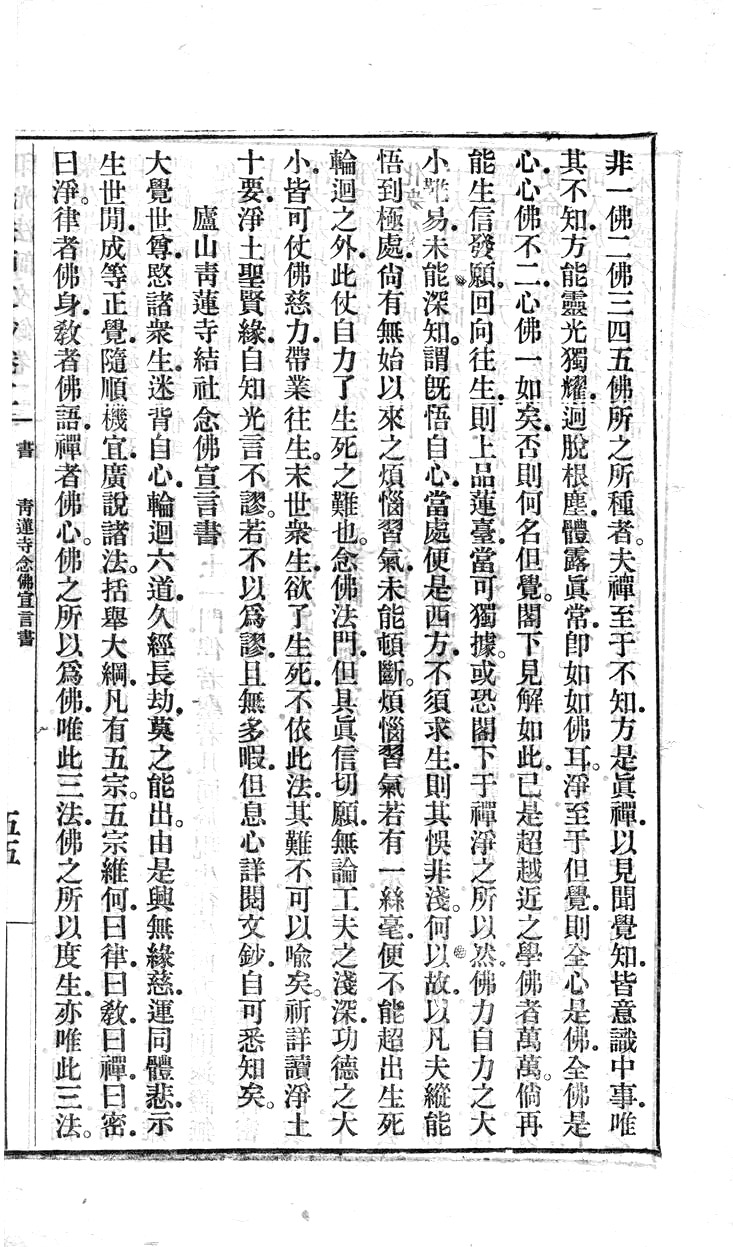 非一佛二佛三四五佛所之所種者。夫禪至于不知方是眞禪。以見聞覺知皆意識中事。唯
其不知方能靈光獨耀。迥脫根塵。體露眞常。卽如如佛耳。淨至于但覺。則全心是佛。全佛是
心。心佛不二。心佛一如矣。否則何名但覺。閣下見解如此。已是超越近之學佛者萬萬。倘再
能生信發願。回向往生。則上品蓮臺。當可獨據。或恐閣下于禪淨之所以然。佛力自力之大
小難易。未能深知。謂旣悟自心。當處便是西方。不須求生。則其悞非淺。何以故。以凡夫縱能
悟到極處。尙有無始以來之煩惱習氣。未能頓斷。煩惱習氣若有一絲毫。便不能超出生死
輪迴之外。此仗自力了生死之難也。念佛法門。但具眞信切願。無論工夫之淺深。功德之大
小。皆可仗佛慈力。帶業往生。末世衆生。欲了生死。不依此法。其難不可以喩矣。祈詳讀淨土
十要。淨土聖賢緣。自知光言不謬。若不以爲謬。且無多暇。但息心詳閱文鈔。自可悉知矣。
廬山靑蓮寺結社念佛宣言書
大覺世尊。愍諸衆生。迷背自心。輪迴六道。久經長劫。莫之能出。由是興無緣慈。運同體悲。示
生世間。成等正覺。隨順機宜。廣說諸法。括舉大綱。凡有五宗。五宗維何。曰律。曰敎。曰禪。曰密。
曰淨。律者佛身。敎者佛語。禪者佛心。佛之所以爲佛。唯此三法。佛之所以度生。亦唯此三法。
書 靑蓮寺念佛宣言書
五五